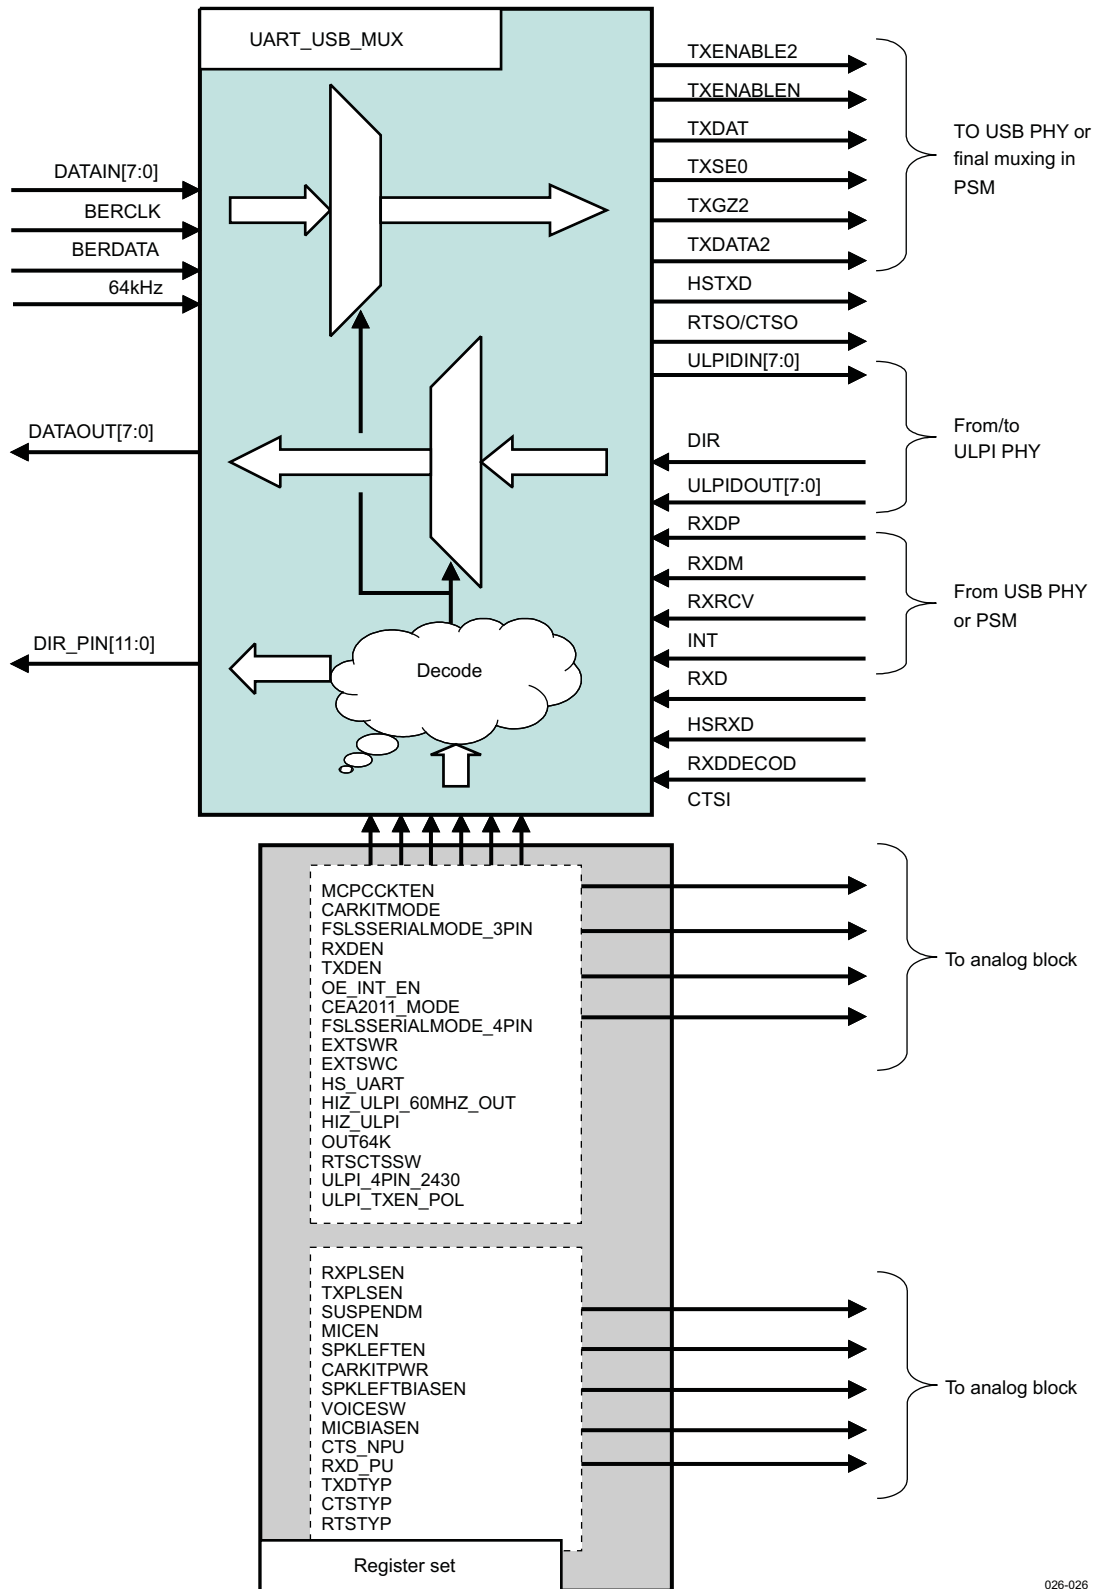 UART_USB_MUX
DATAIN[7:0]
BERCLK
BERDATA
64kHz
DATAOUT[7:0]
DIR_PIN[11:0]
Decode
TXENABLE2
TXENABLEN
TXDAT
TXSE0
TXGZ2
TXDATA2
HSTXD
RTSO/CTSO
ULPIDIN[7:0]
DIR
ULPIDOUT[7:0]
RXDP
RXDM
RXRCV
INT
RXD
HSRXD
RXDDECOD
CTSI
TO USB PHY or
final muxing in
PSM
From/to
ULPI PHY
From USB PHY
or PSM
MCPCCKTEN
CARKITMODE
FSLSSERIALMODE_3PIN
RXDEN
TXDEN
OE_INT_EN
CEA2011_MODE
FSLSSERIALMODE_4PIN
EXTSWR
EXTSWC
HS_UART
HIZ_ULPI_60MHZ_OUT
HIZ_ULPI
OUT64K
RTSCTSSW
ULPI_4PIN_2430
ULPI_TXEN_POL
To analog block
RXPLSEN
TXPLSEN
SUSPENDM
MICEN
SPKLEFTEN
CARKITPWR
SPKLEFTBIASEN
VOICESW
MICBIASEN
CTS_NPU
RXD_PU
TXDTYP
CTSTYP
RTSTYP
To analog block
Register set
026-026